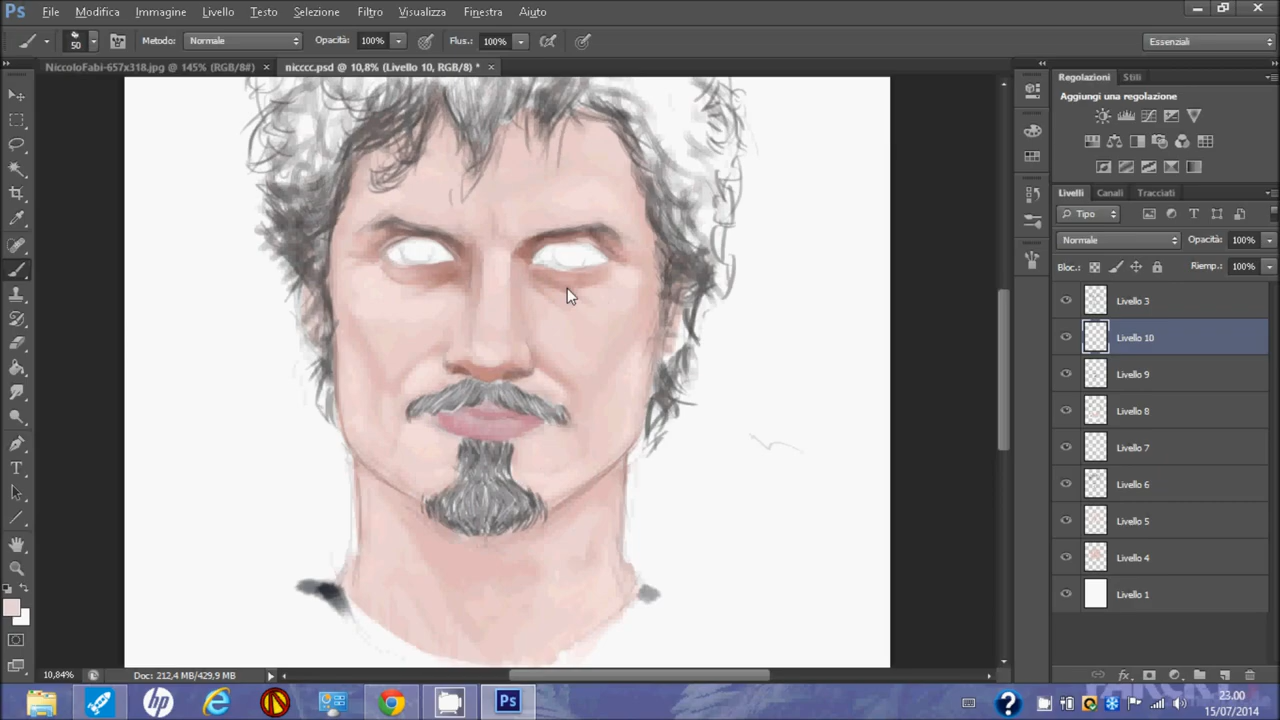 Ps File Modifica Immagine Livello Testo Selezione Filtro Visualizza Finestra Aiuto
50 Metodo: Normale Opacità: 100% Flus.: 100% Essenziali
NiccoloFabi-657x318.jpg @ 145% (RGB/8#) × niccc.psd @ 10,8% (Livello 10, RGB/8) * ×
Regolazioni Stili
Aggiungi una regolazione
Livelli Canali Tracciati
Tipo
Normale Opacità: 100%
Bloc.: Riemp.: 100%
Livello 3
Livello 10
Livello 9
Livello 8
Livello 7
Livello 6
Livello 5
Livello 4
Livello 1
10,84% Doc: 212,4 MB/429,9 MB
fx
hp Ps 23.00
15/07/2014